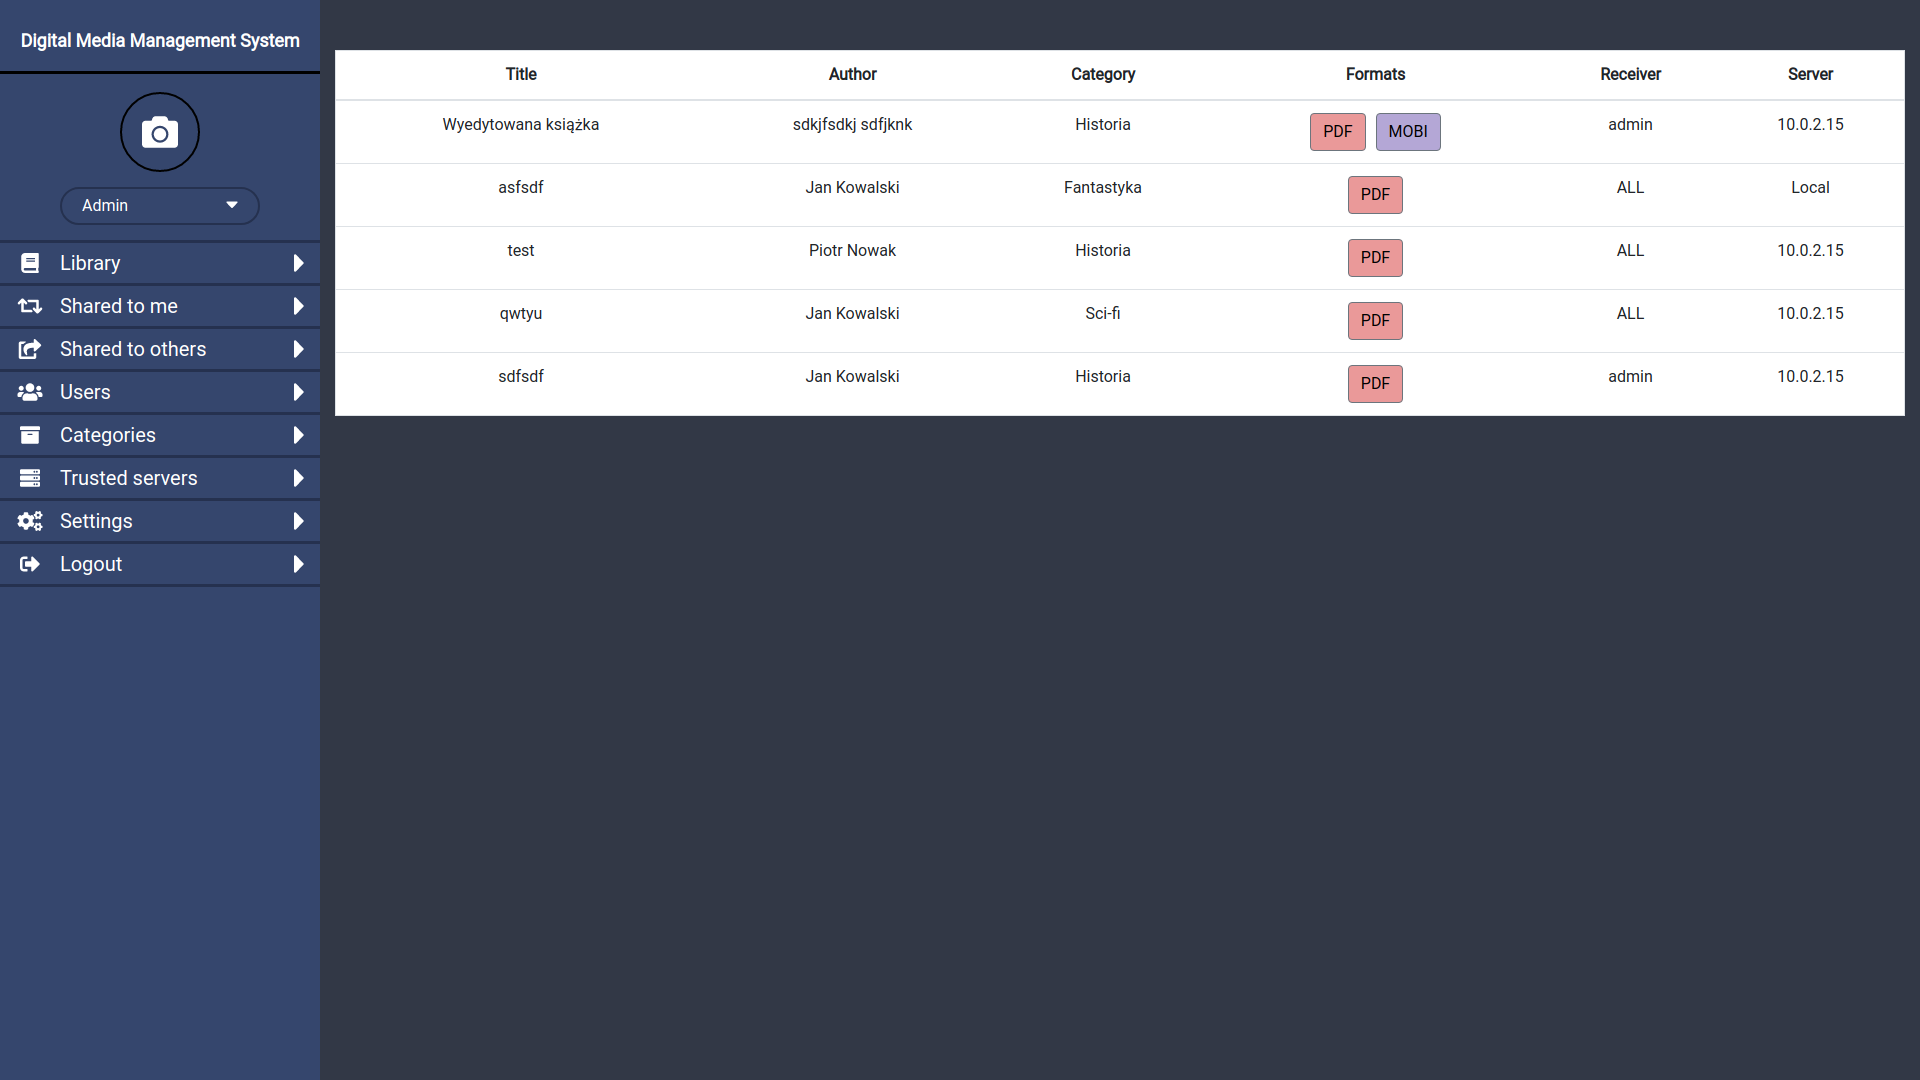 Digital Media Management System
Admin
Library
Shared to me
Shared to others
Users
Categories
Trusted servers
Settings
Logout
Title Author Category Formats Receiver Server
Wyedytowana książka sdkjfsdkj sdfjknk Historia PDF MOBI admin 10.0.2.15
asfsdf Jan Kowalski Fantastyka PDF ALL Local
test Piotr Nowak Historia PDF ALL 10.0.2.15
qwtyu Jan Kowalski Sci-fi PDF ALL 10.0.2.15
sdfsdf Jan Kowalski Historia PDF admin 10.0.2.15